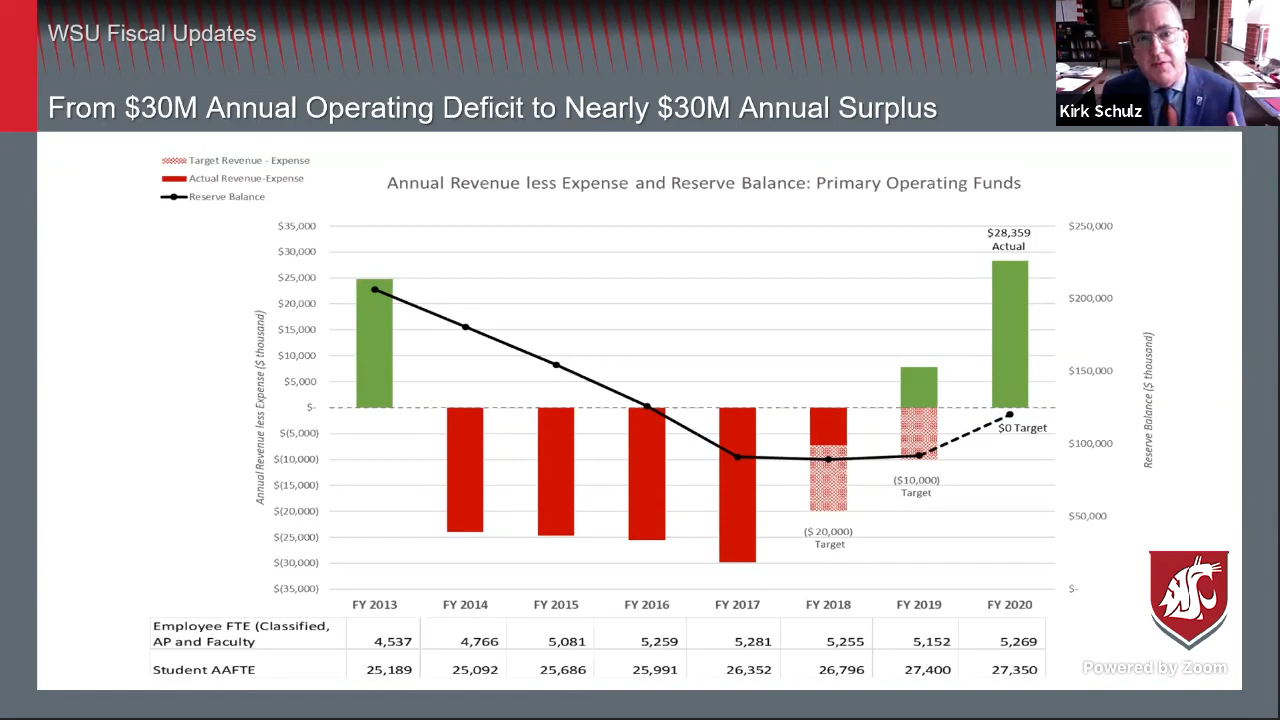 WSU Fiscal Updates
From $30M Annual Operating Deficit to Nearly $30M Annual Surplus
Kirk Schulz
Target Revenue - Expense
Actual Revenue-Expense
Reserve Balance
Annual Revenue less Expense and Reserve Balance: Primary Operating Funds
Annual Revenue less Expense ($ thousand)
$35,000
$30,000
$25,000
$20,000
$15,000
$10,000
$5,000
$-
$(5,000)
$(10,000)
$(15,000)
$(20,000)
$(25,000)
$(30,000)
$(35,000)
$28,359
Actual
$0 Target
($10,000)
Target
($ 20,000)
Target
$250,000
$200,000
$150,000
$100,000
$50,000
$-
Reserve Balance ($ thousand)
FY 2013 FY 2014 FY 2015 FY 2016 FY 2017 FY 2018 FY 2019 FY 2020
Employee FTE (Classified,
AP and Faculty 4,537 4,766 5,081 5,259 5,281 5,255 5,152 5,269
Student AAFTE 25,189 25,092 25,686 25,991 26,352 26,796 27,400 27,350
Powered by Zoom